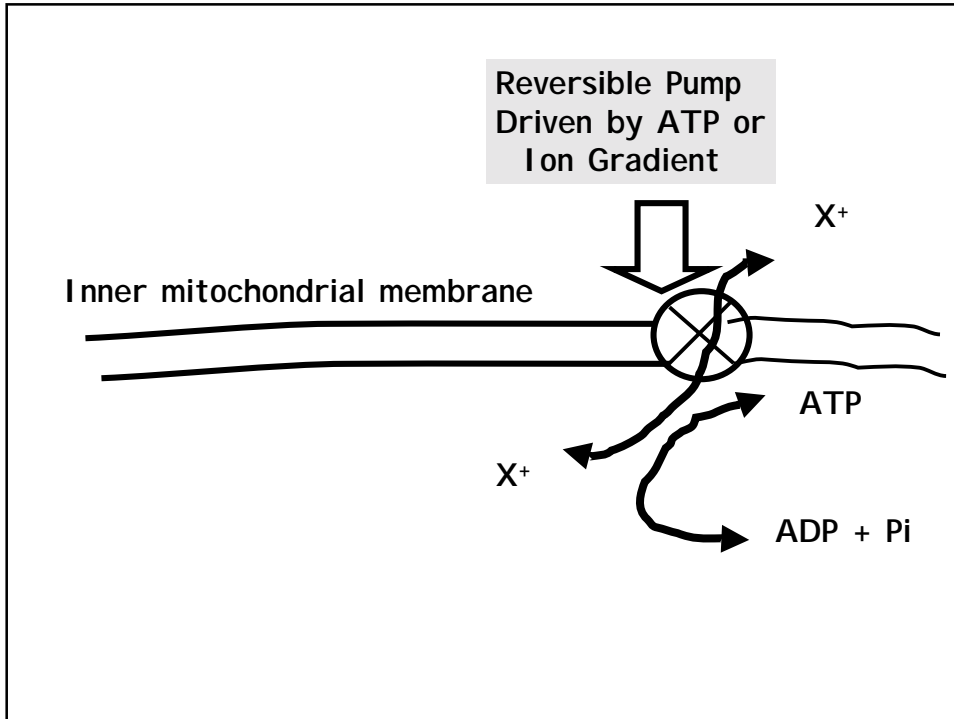 Reversible Pump
Driven by ATP or
Ion Gradient
X⁺
Inner mitochondrial membrane
ATP
X⁺
ADP + Pi